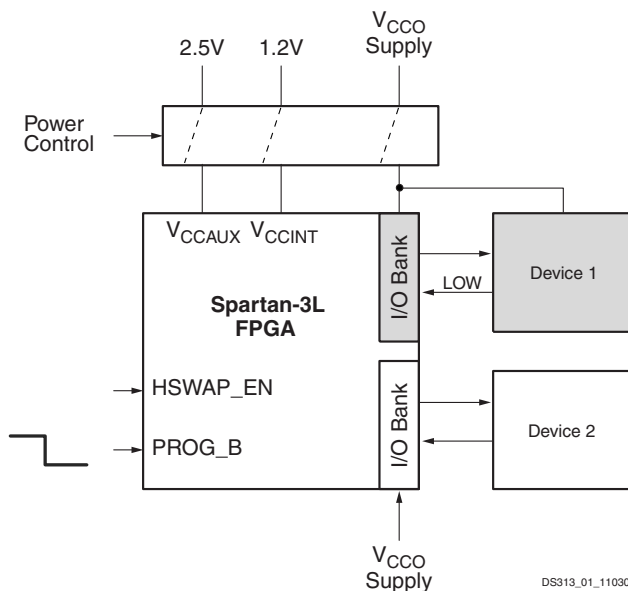 VCCO
Supply
2.5V 1.2V
Power
Control
VCCAUX VCCINT
I/O Bank
Spartan-3L
FPGA
LOW
Device 1
HSWAP_EN
PROG_B
I/O Bank
Device 2
VCCO
Supply
DS313_01_11030